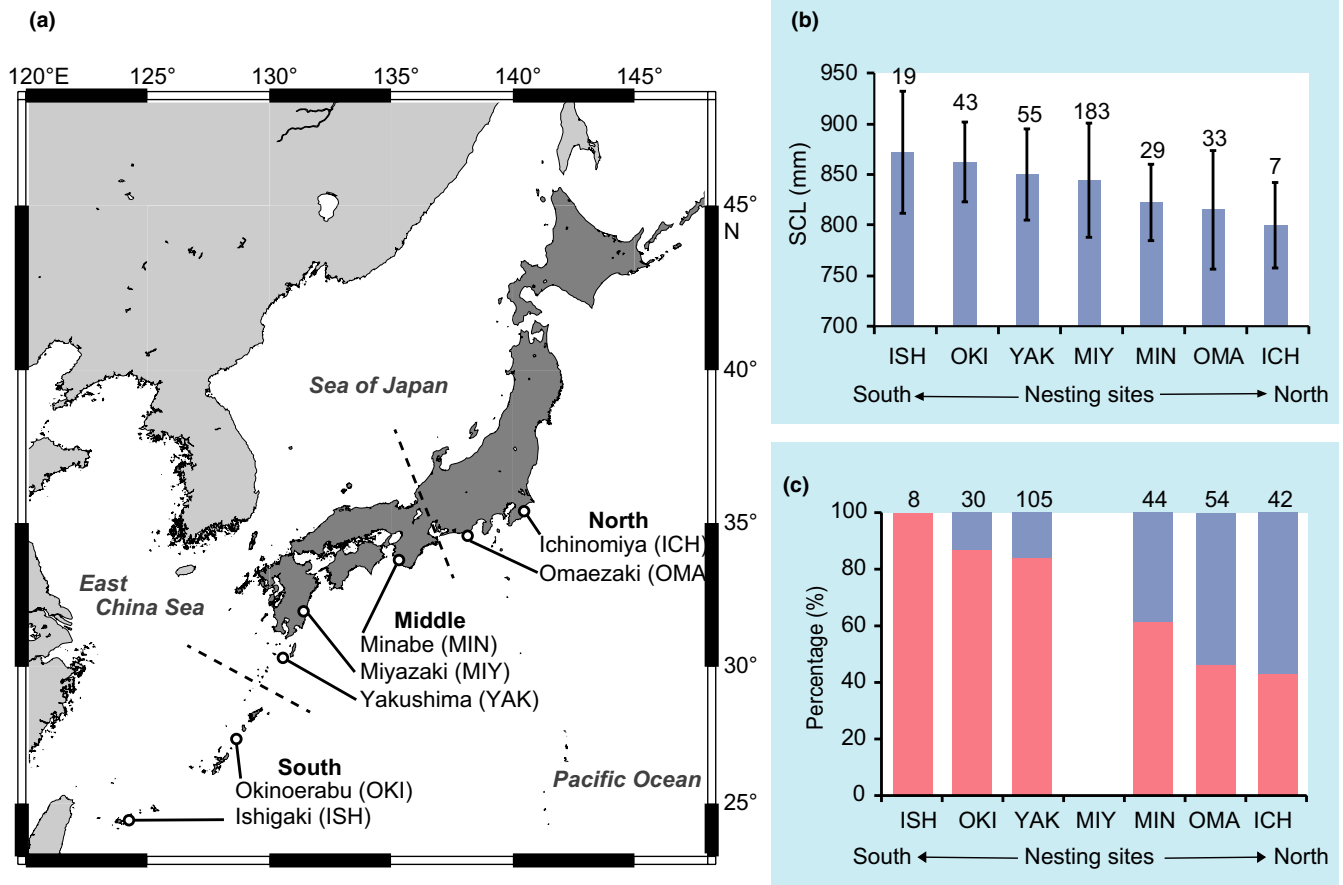 (a)
120°E 125° 130° 135° 140° 145°
45°
N
40°
35°
30°
25°
Sea of Japan
East
China Sea
Pacific Ocean
North
Ichinomiya (ICH)
Omaezaki (OMA
Middle
Minabe (MIN)
Miyazaki (MIY)
Yakushima (YAK)
South
Okinoerabu (OKI)
Ishigaki (ISH)
(b)
SCL (mm)
950
900
850
800
750
700
19 43 55 183 29 33 7
ISH OKI YAK MIY MIN OMA ICH
South Nesting sites North
(c)
Percentage (%)
100
80
60
40
20
0
8 30 105 44 54 42
ISH OKI YAK MIY MIN OMA ICH
South Nesting sites North